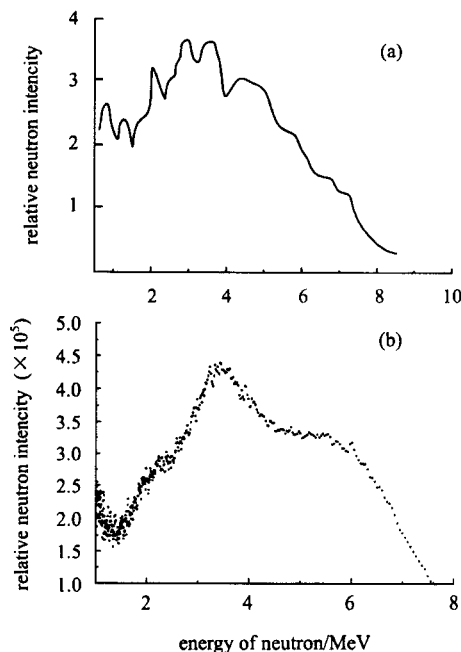 (a)
4
3
2
1
relative neutron intencity
2 4 6 8 10
(b)
5.0
4.5
4.0
3.5
3.0
2.5
2.0
1.5
1.0
relative neutron intencity (×10⁵)
2 4 6 8
energy of neutron/MeV